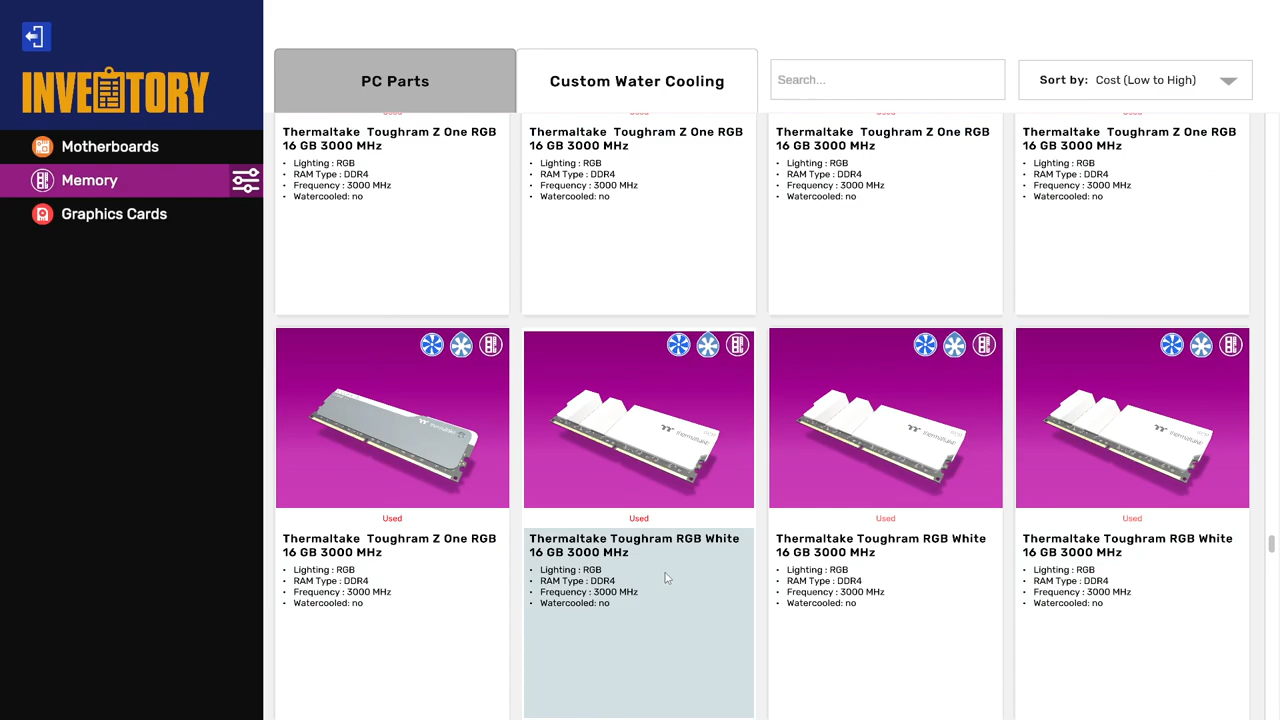 INVENTORY
Motherboards
Memory
Graphics Cards
PC Parts
Custom Water Cooling
Search...
Sort by: Cost (Low to High)
Used Used Used Used
Thermaltake Toughram Z One RGB
16 GB 3000 MHz
• Lighting : RGB
• RAM Type : DDR4
• Frequency : 3000 MHz
• Watercooled: no
Thermaltake Toughram Z One RGB
16 GB 3000 MHz
• Lighting : RGB
• RAM Type : DDR4
• Frequency : 3000 MHz
• Watercooled: no
Thermaltake Toughram Z One RGB
16 GB 3000 MHz
• Lighting : RGB
• RAM Type : DDR4
• Frequency : 3000 MHz
• Watercooled: no
Thermaltake Toughram Z One RGB
16 GB 3000 MHz
• Lighting : RGB
• RAM Type : DDR4
• Frequency : 3000 MHz
• Watercooled: no
thermaltake
Used
Thermaltake Toughram Z One RGB
16 GB 3000 MHz
• Lighting : RGB
• RAM Type : DDR4
• Frequency : 3000 MHz
• Watercooled: no
thermaltake
Used
Thermaltake Toughram RGB White
16 GB 3000 MHz
• Lighting : RGB
• RAM Type : DDR4
• Frequency : 3000 MHz
• Watercooled: no
thermaltake
Used
Thermaltake Toughram RGB White
16 GB 3000 MHz
• Lighting : RGB
• RAM Type : DDR4
• Frequency : 3000 MHz
• Watercooled: no
thermaltake
Used
Thermaltake Toughram RGB White
16 GB 3000 MHz
• Lighting : RGB
• RAM Type : DDR4
• Frequency : 3000 MHz
• Watercooled: no